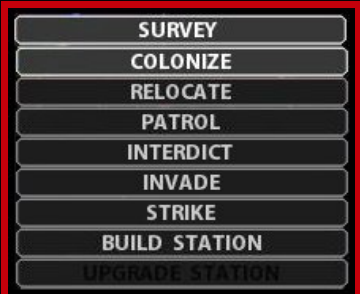 SURVEY
COLONIZE
RELOCATE
PATROL
INTERDICT
INVADE
STRIKE
BUILD STATION
UPGRADE STATION